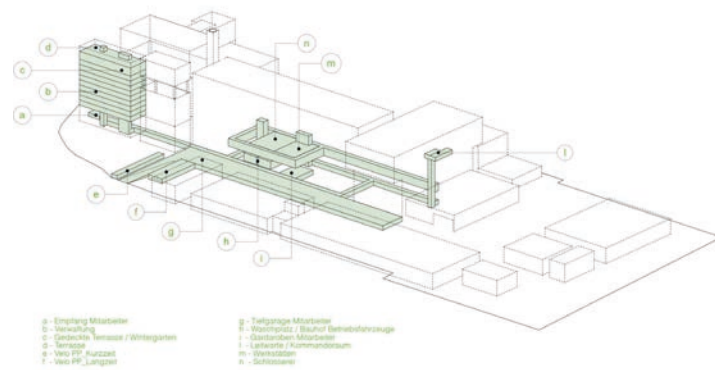 n
d
m
c
b
a
l
e
f
g
h
i
a - Empfang Mitarbeiter
b - Verwaltung
d - Gedeckte Terrasse / Wintergarten
d - Terrasse
e - Velo PP_Kurzzeit
f - Velo PP_Langzeit
g - Tiefgarage Mitarbeiter
h - Waschplatz / Bauhof Betriebsfahrzeuge
i - Garderoben Mitarbeiter
l - Leitwarte / Kommandoraum
m - Werkstätten
n - Schlosserei